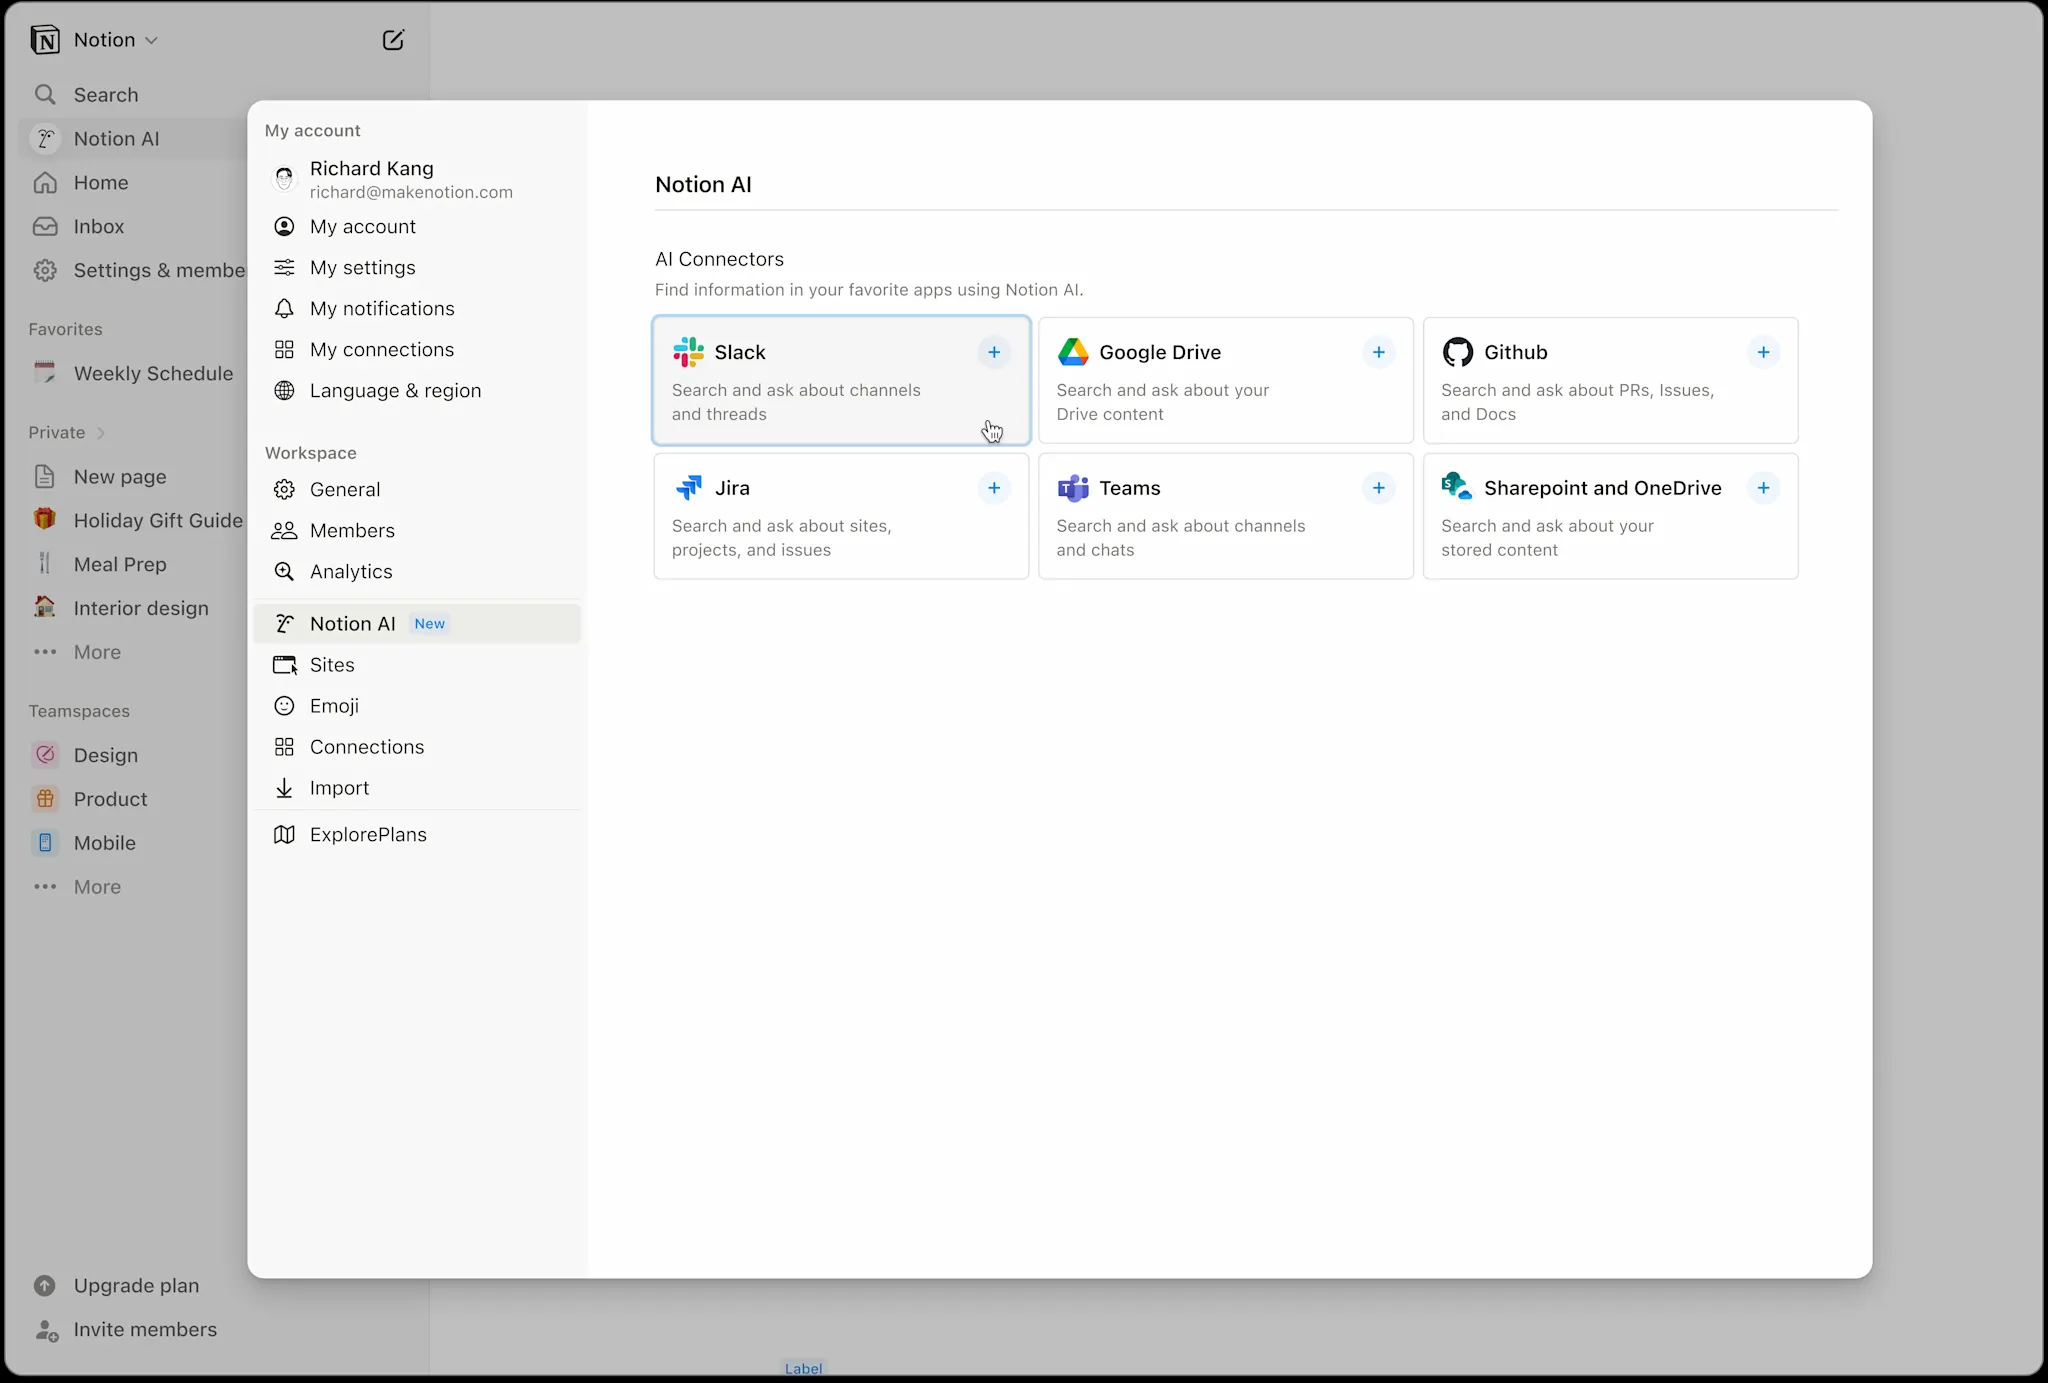 Notion
Search
Notion AI
Home
Inbox
Settings & membe
Favorites
Weekly Schedule
Private
New page
Holiday Gift Guide
Meal Prep
Interior design
More
Teamspaces
Design
Product
Mobile
More
Upgrade plan
Invite members
My account
Richard Kang
richard@makenotion.com
My account
My settings
My notifications
My connections
Language & region
Workspace
General
Members
Analytics
Notion AI New
Sites
Emoji
Connections
Import
ExplorePlans
Notion AI
AI Connectors
Find information in your favorite apps using Notion AI.
Slack
Search and ask about channels
and threads
Google Drive
Search and ask about your
Drive content
Github
Search and ask about PRs, Issues,
and Docs
Jira
Search and ask about sites,
projects, and issues
Teams
Search and ask about channels
and chats
Sharepoint and OneDrive
Search and ask about your
stored content
Label